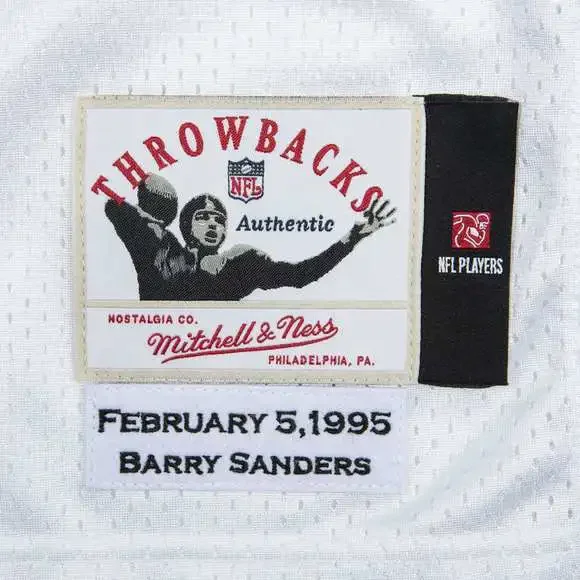 THROWBACKS
NFL
Authentic
NOSTALGIA CO.
Mitchell & Ness
PHILADELPHIA, PA.
NFL PLAYERS
FEBRUARY 5,1995
BARRY SANDERS